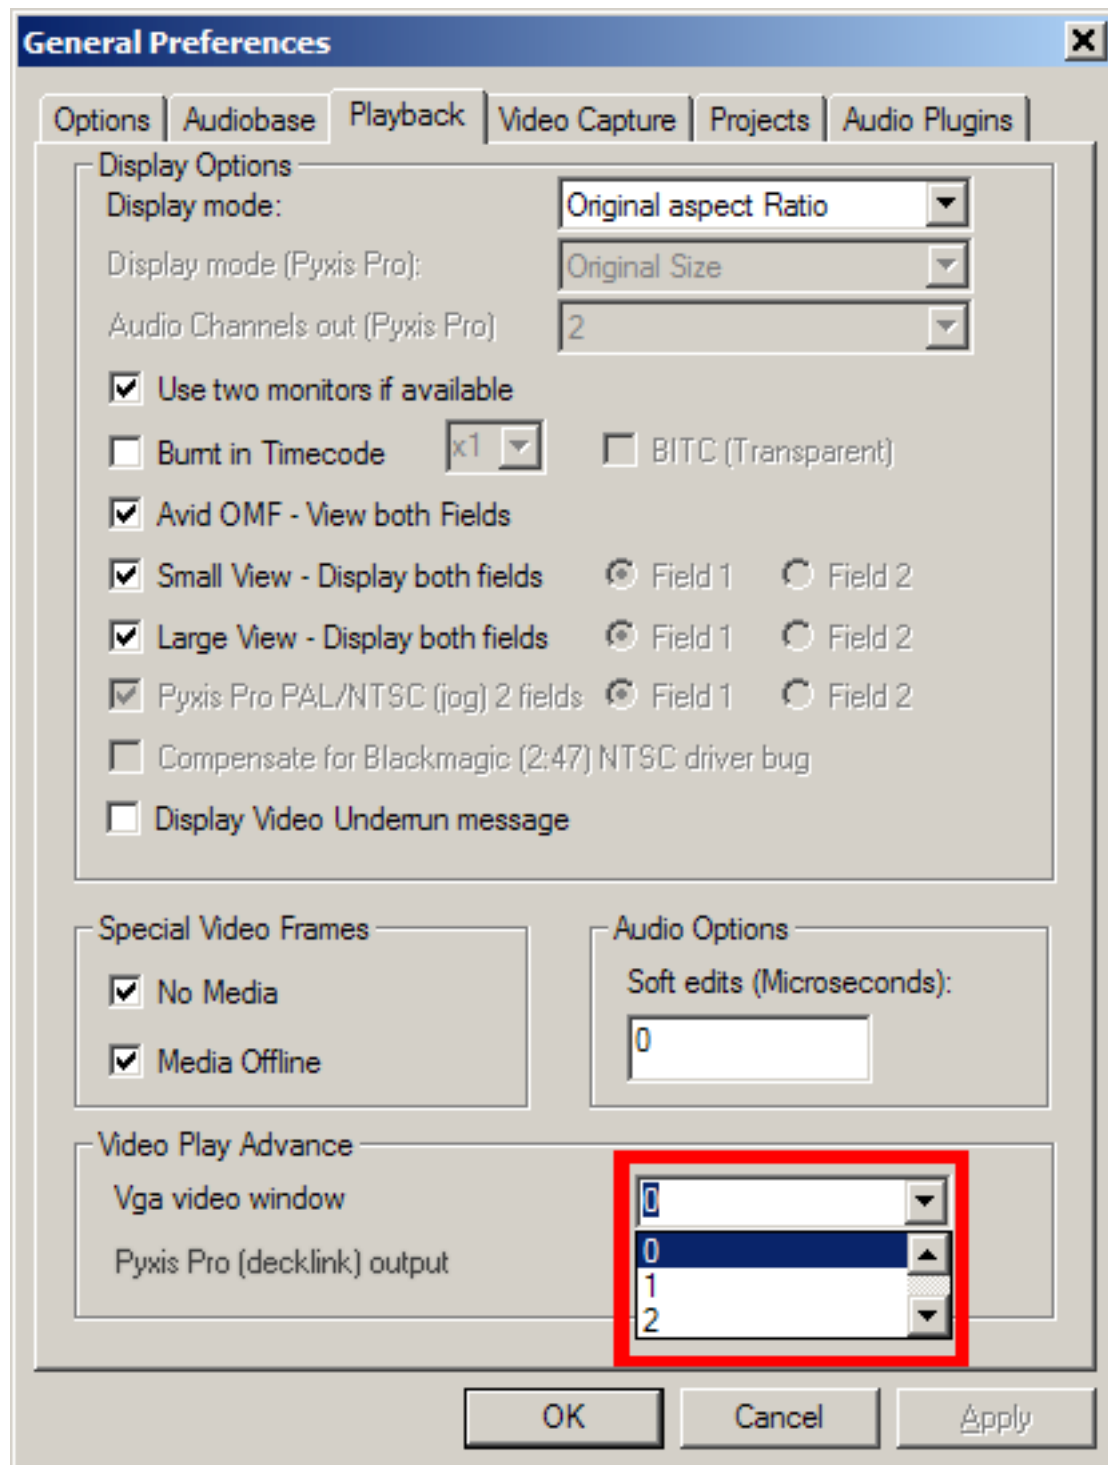 General Preferences
Options Audiobase Playback Video Capture Projects Audio Plugins
Display Options
Display mode: Original aspect Ratio
Display mode (Pyxis Pro): Original Size
Audio Channels out (Pyxis Pro) 2
Use two monitors if available
Burnt in Timecode x1 BITC (Transparent)
Avid OMF - View both Fields
Small View - Display both fields Field 1 Field 2
Large View - Display both fields Field 1 Field 2
Pyxis Pro PAL/NTSC (jog) 2 fields Field 1 Field 2
Compensate for Blackmagic (2:47) NTSC driver bug
Display Video Underrun message
Special Video Frames
No Media
Media Offline
Audio Options
Soft edits (Microseconds):
0
Video Play Advance
Vga video window 0
Pyxis Pro (decklink) output
0
1
2
OK Cancel Apply